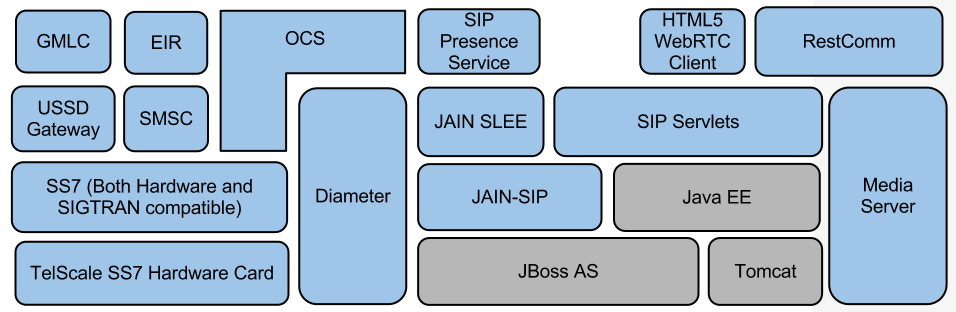 GMLC
EIR
OCS
SIP
Presence
Service
HTML5
WebRTC
Client
RestComm
USSD
Gateway
SMSC
JAIN SLEE
SIP Servlets
SS7 (Both Hardware and
SIGTRAN compatible)
Diameter
JAIN-SIP
Java EE
Media
Server
TelScale SS7 Hardware Card
JBoss AS
Tomcat